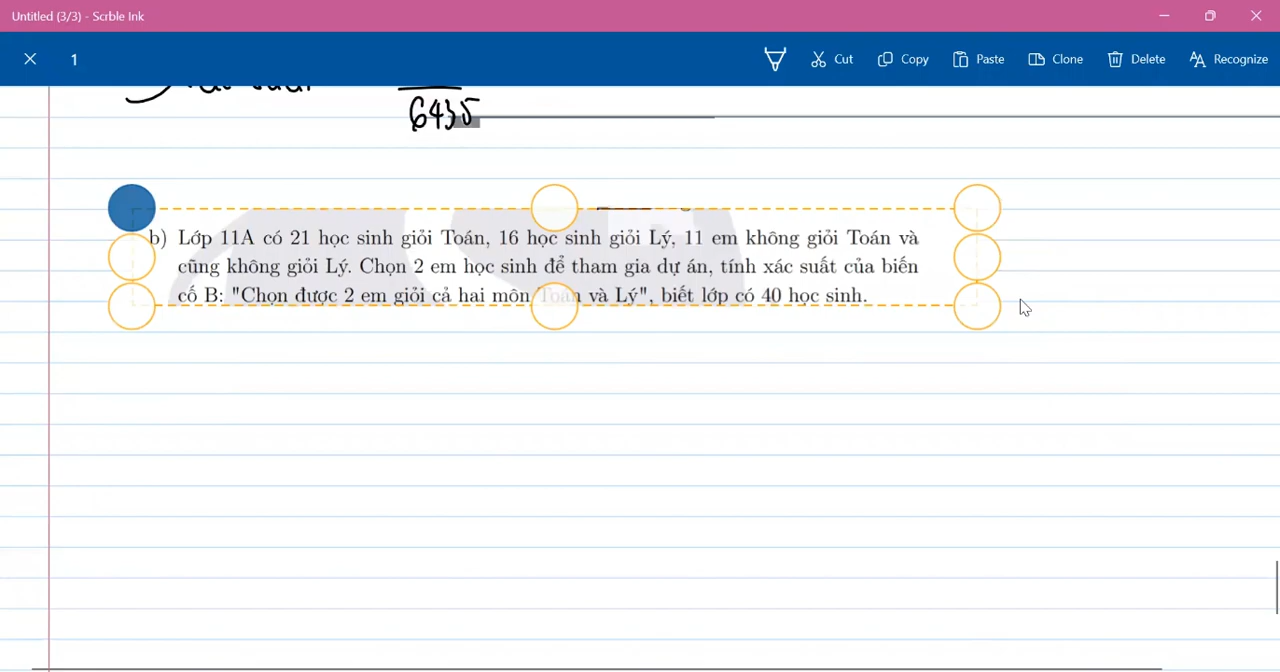 Untitled (3/3) - Scrble Ink
1
Cut
Copy
Paste
Clone
Delete
Recognize
6435
b) Lớp 11A có 21 học sinh giỏi Toán, 16 học sinh giỏi Lý, 11 em không giỏi Toán và
cũng không giỏi Lý. Chọn 2 em học sinh để tham gia dự án, tính xác suất của biến
cố B: "Chọn được 2 em giỏi cả hai môn Toán và Lý", biết lớp có 40 học sinh.